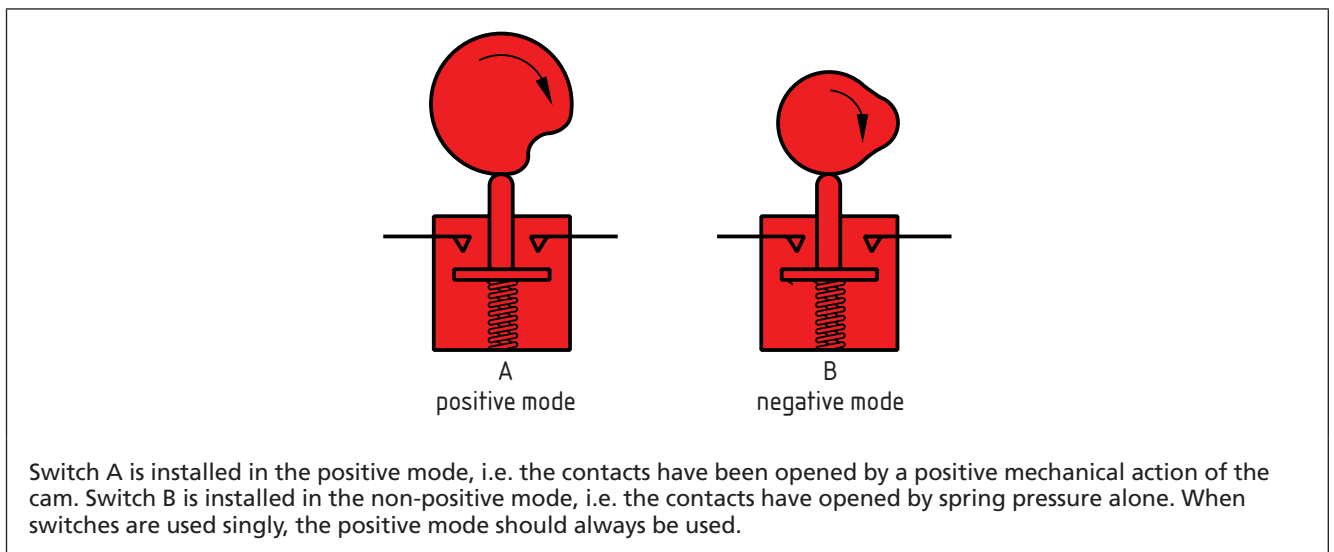 A
positive mode
B
negative mode
Switch A is installed in the positive mode, i.e. the contacts have been opened by a positive mechanical action of the
cam. Switch B is installed in the non-positive mode, i.e. the contacts have opened by spring pressure alone. When
switches are used singly, the positive mode should always be used.